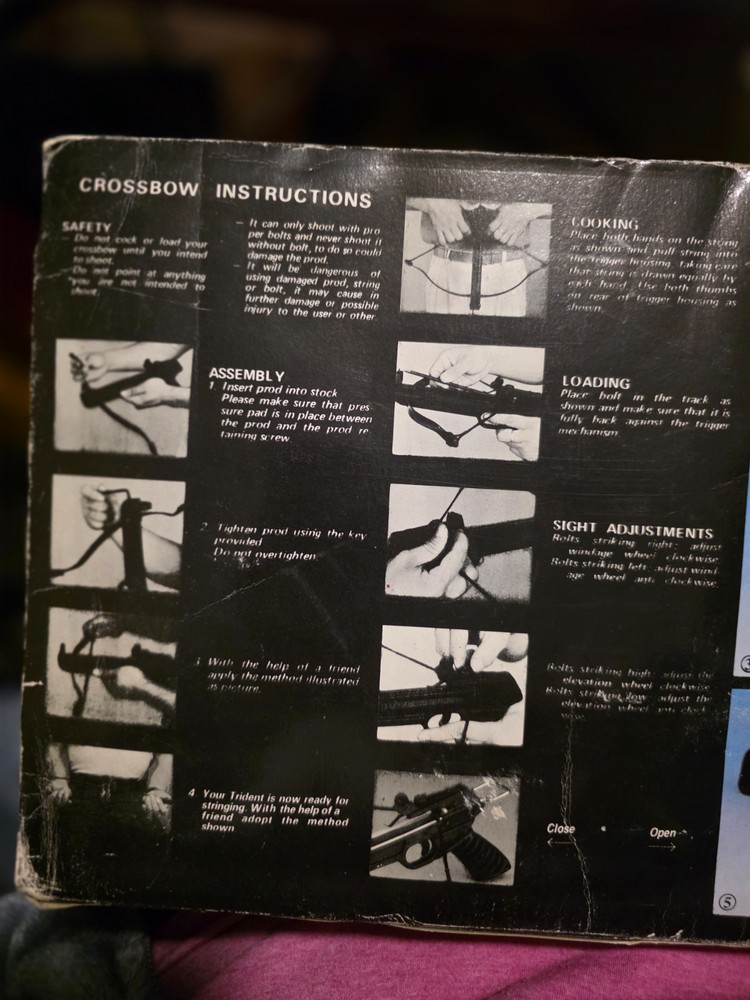 CROSSBOW INSTRUCTIONS
SAFETY
- Do not cock or load your
crossbow until you intend
to shoot.
- Do not point at anything
you are not intended to
shoot.
- It can only shoot with pro
per bolts and never shoot it
without bolt, to do so could
damage the prod.
- It will be dangerous of
using damaged prod, string
or bolt, it may cause in
further damage or possible
injury to the user or other
ASSEMBLY
1. Insert prod into stock
Please make sure that pres-
sure pad is in place between
the prod and the prod re
taining screw
2. Tighten prod using the key
provided
Do not overtighten
3 With the help of a friend
apply the method illustrated
as picture.
4 Your Trident is now ready for
stringing. With the help of a
friend adopt the method
shown
COOKING
Place both hands on the string
as shown and pull string into
the trigger housing, taking care
that string is drawn equally by
each hand. Use both thumbs
on rear of trigger housing as
shown.
LOADING
Place bolt in the track as
shown and make sure that it is
fully back against the trigger
mechanism
SIGHT ADJUSTMENTS
Bolts striking right- adjust
windage wheel clockwise.
Bolts striking left adjust wind
age wheel anti clockwise.
Bolts striking high adjust the
elevation wheel clockwise
Bolts striking low adjust the
elevation wheel anti clock
wise.
Close
Open
5